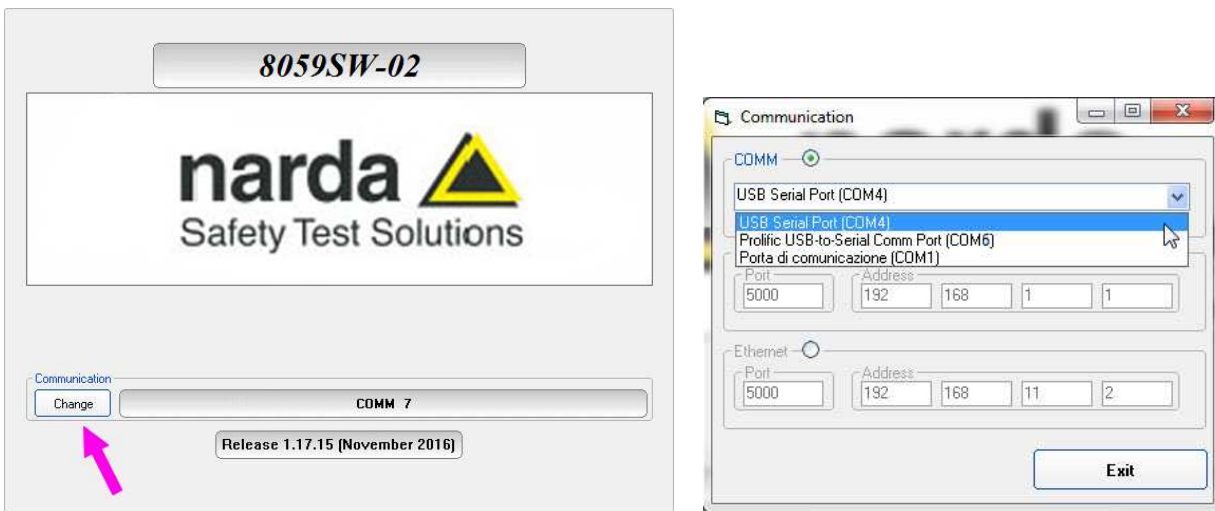 8059SW-02
narda
Safety Test Solutions
Communication
Change
COMM 7
Release 1.17.15 (November 2016)
Communication
COMM
USB Serial Port (COM4)
USB Serial Port (COM4)
Prolific USB-to-Serial Comm Port (COM6)
Porta di comunicazione (COM1)
Port Address
5000 192 168 1 1
Ethernet
Port Address
5000 192 168 11 2
Exit